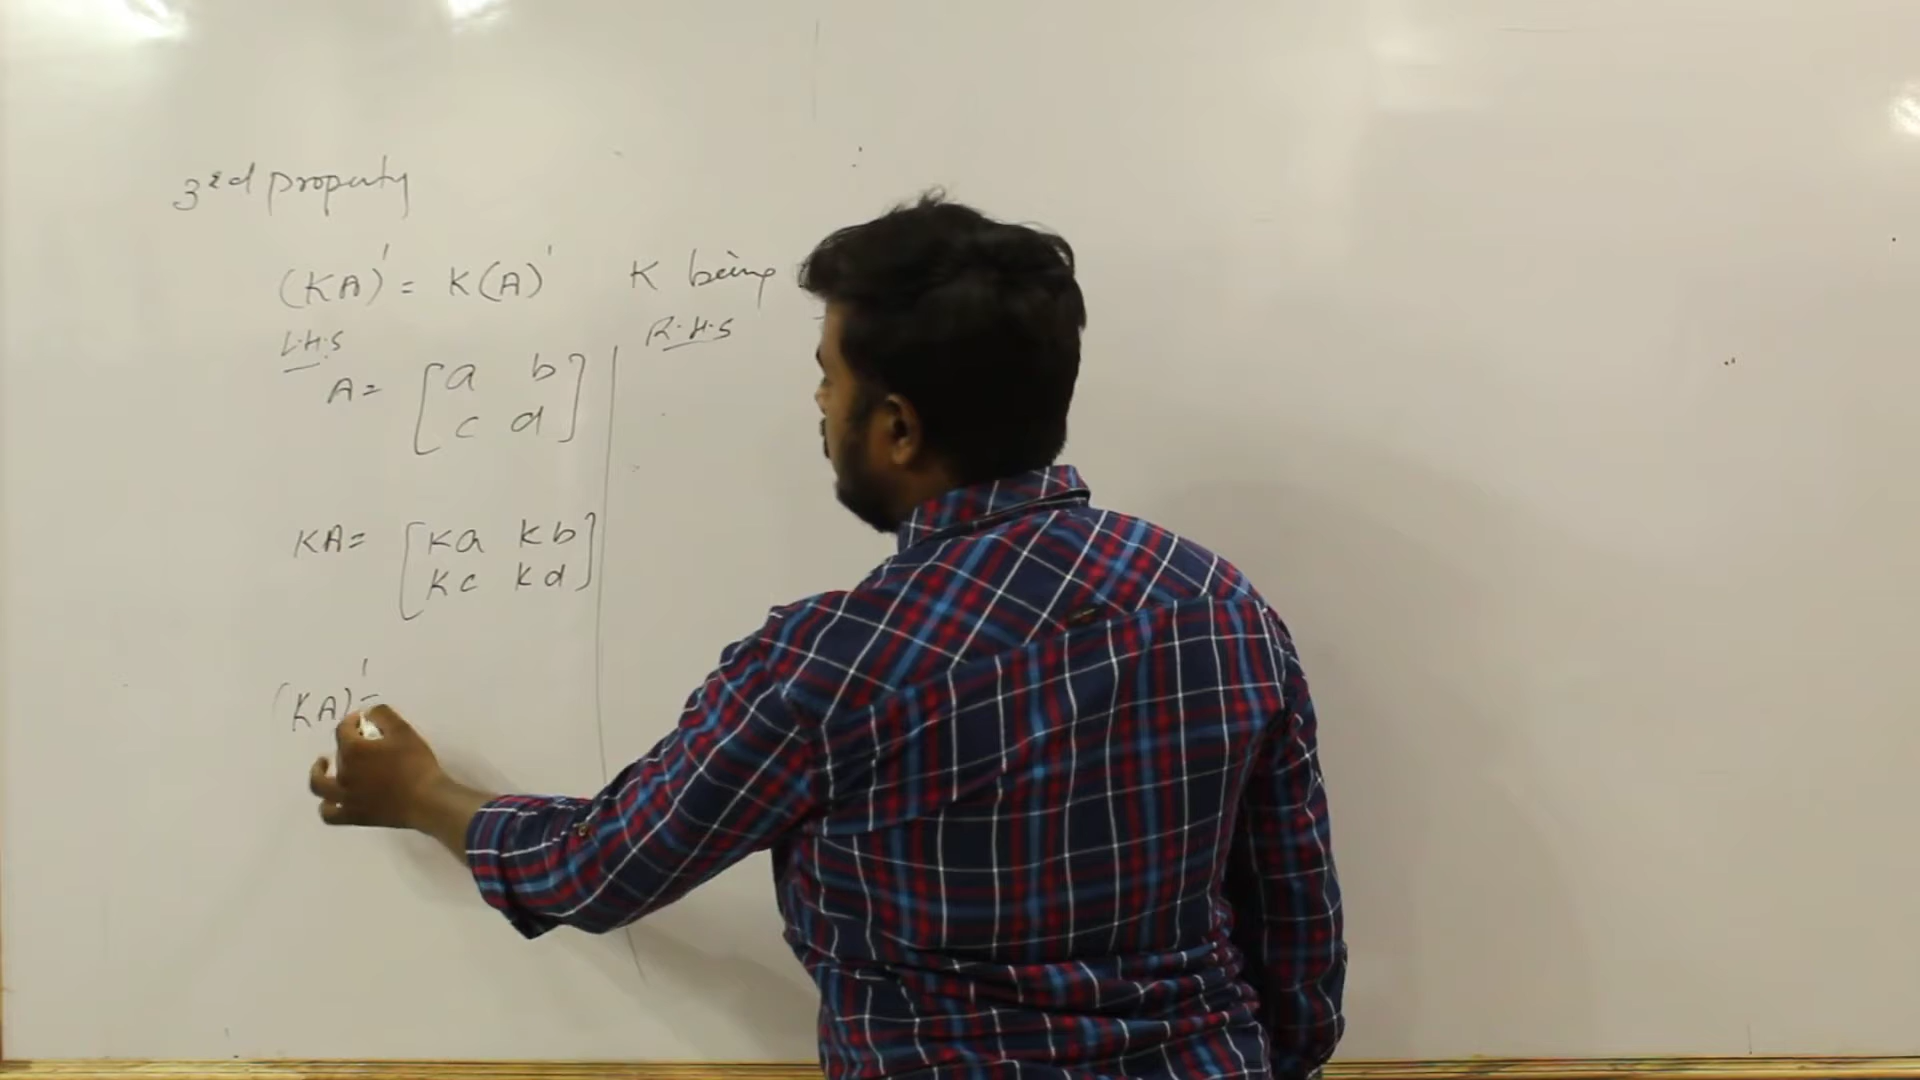 3rd property
(KA)' = K(A)' K being
L.H.S
A = [a b
c d]
KA = [Ka Kb
Kc Kd]
(KA)' =
R.H.S